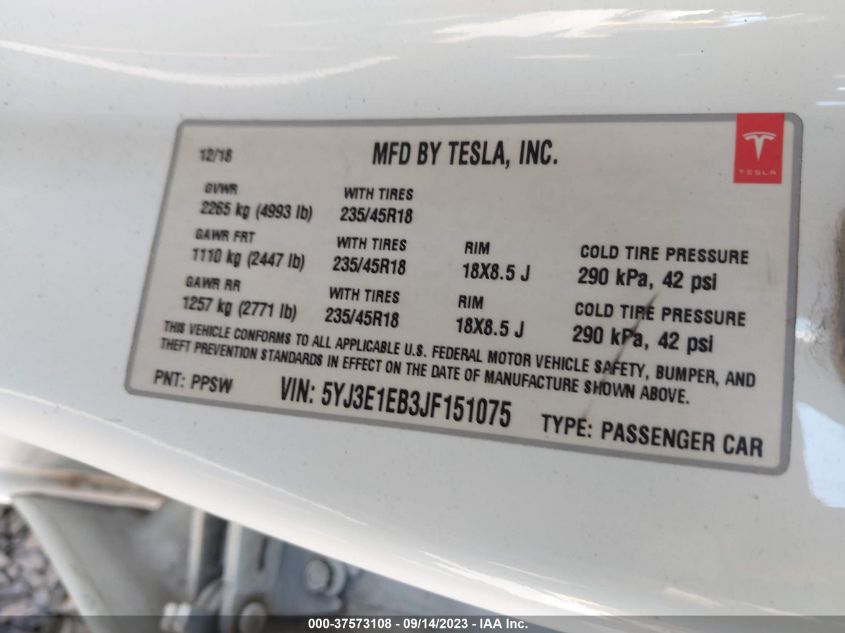 12/18
MFD BY TESLA, INC.
TESLA
GVWR
2265 kg (4993 lb)
WITH TIRES
235/45R18
GAWR FRT
1110 kg (2447 lb)
WITH TIRES
235/45R18
RIM
18X8.5 J
COLD TIRE PRESSURE
290 kPa, 42 psi
GAWR RR
1257 kg (2771 lb)
WITH TIRES
235/45R18
RIM
18X8.5 J
COLD TIRE PRESSURE
290 kPa, 42 psi
THIS VEHICLE CONFORMS TO ALL APPLICABLE U.S. FEDERAL MOTOR VEHICLE SAFETY, BUMPER, AND
THEFT PREVENTION STANDARDS IN EFFECT ON THE DATE OF MANUFACTURE SHOWN ABOVE.
PNT: PPSW
VIN: 5YJ3E1EB3JF151075
TYPE: PASSENGER CAR
000-37573108 - 09/14/2023 - IAA Inc.